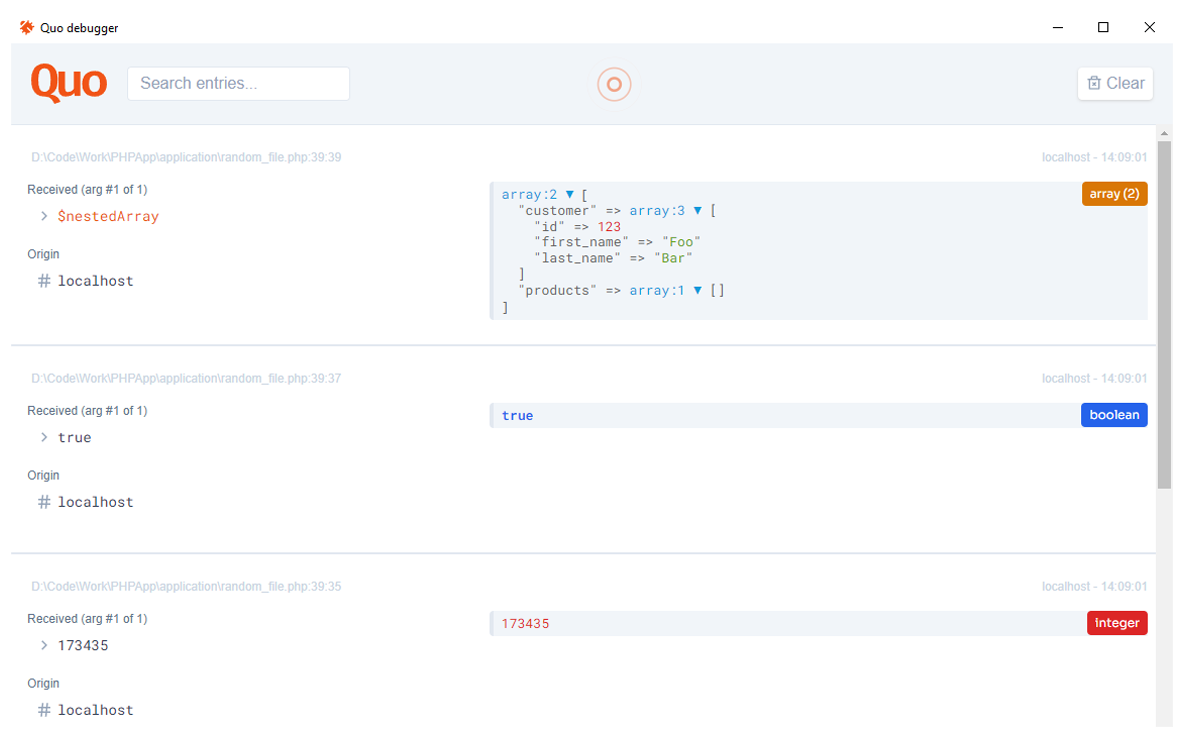 Quo debugger
Quo
Search entries...
Clear
D:\Code\Work\PHPApp\application\random_file.php:39:39
localhost - 14:09:01
Received (arg #1 of 1)
> $nestedArray
Origin
# localhost
array:2 ▼ [
"customer" => array:3 ▼ [
"id" => 123
"first_name" => "Foo"
"last_name" => "Bar"
]
"products" => array:1 ▼ []
]
array (2)
D:\Code\Work\PHPApp\application\random_file.php:39:37
localhost - 14:09:01
Received (arg #1 of 1)
> true
Origin
# localhost
true
boolean
D:\Code\Work\PHPApp\application\random_file.php:39:35
localhost - 14:09:01
Received (arg #1 of 1)
> 173435
Origin
# localhost
173435
integer